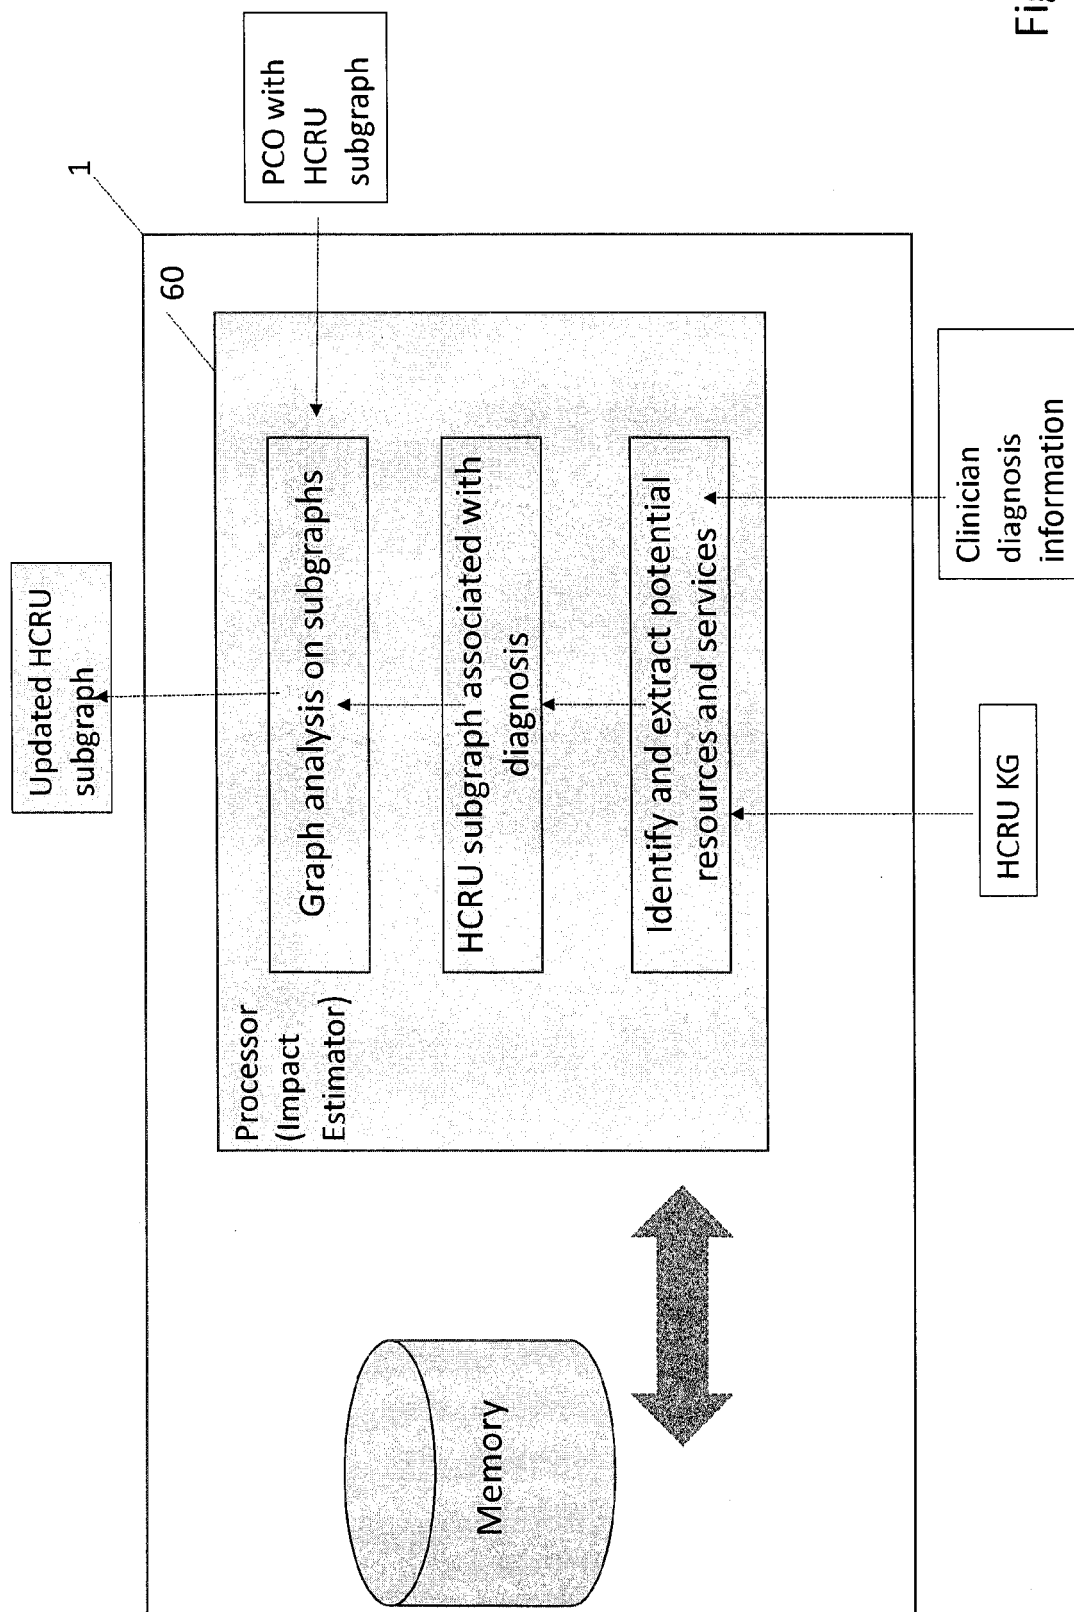 Updated HCRU
subgraph
1
60
PCO with
HCRU
subgraph
Processor
(Impact
Estimator)
Graph analysis on subgraphs
HCRU subgraph associated with
diagnosis
Identify and extract potential
resources and services
Memory
HCRU KG
Clinician
diagnosis
information